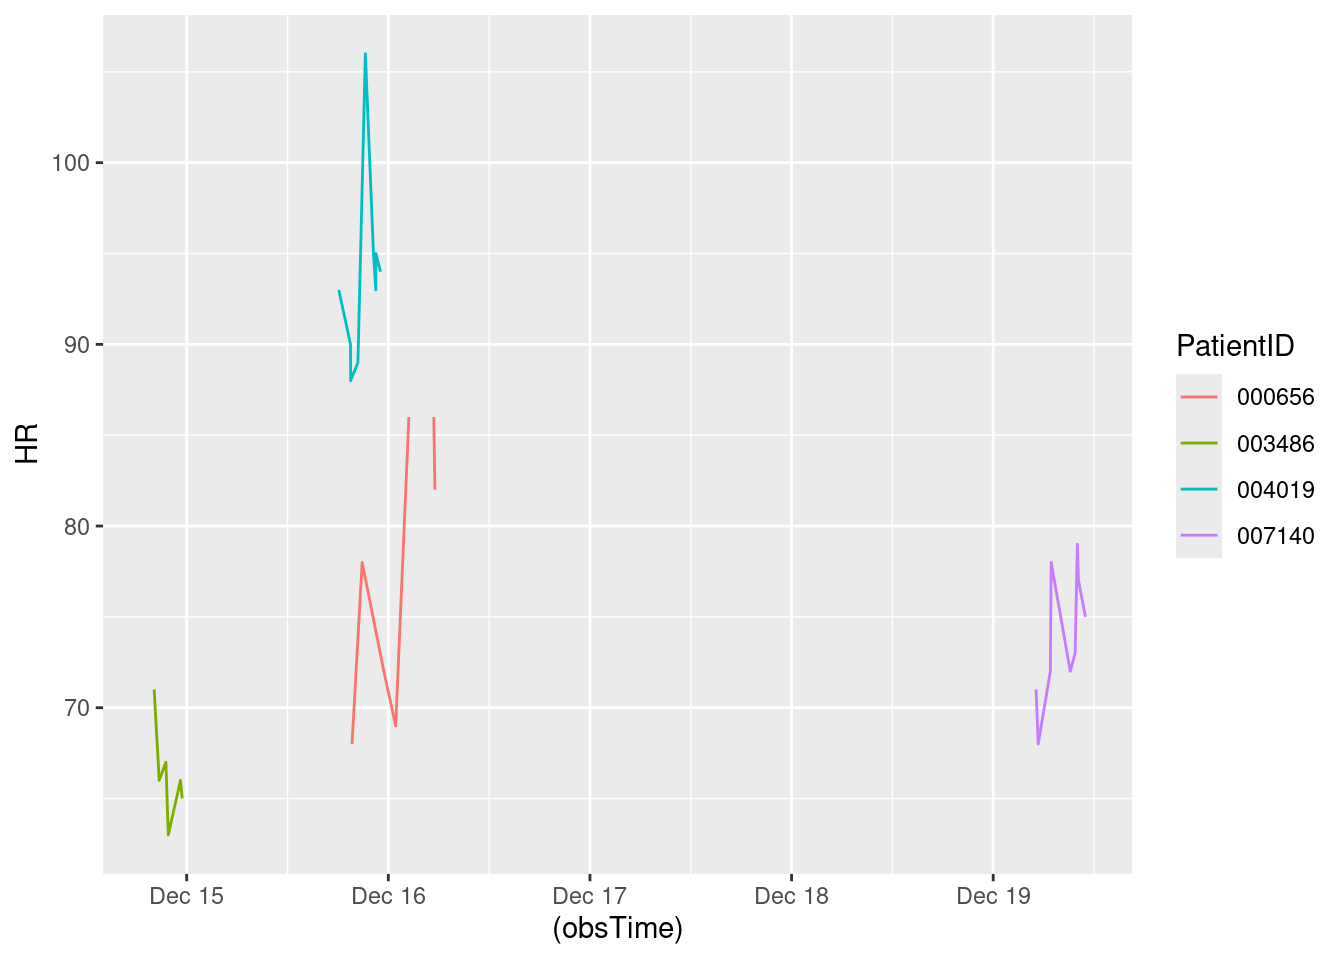 100
90
80
70
HR
Dec 15
Dec 16
Dec 17
Dec 18
Dec 19
(obsTime)
PatientID
000656
003486
004019
007140